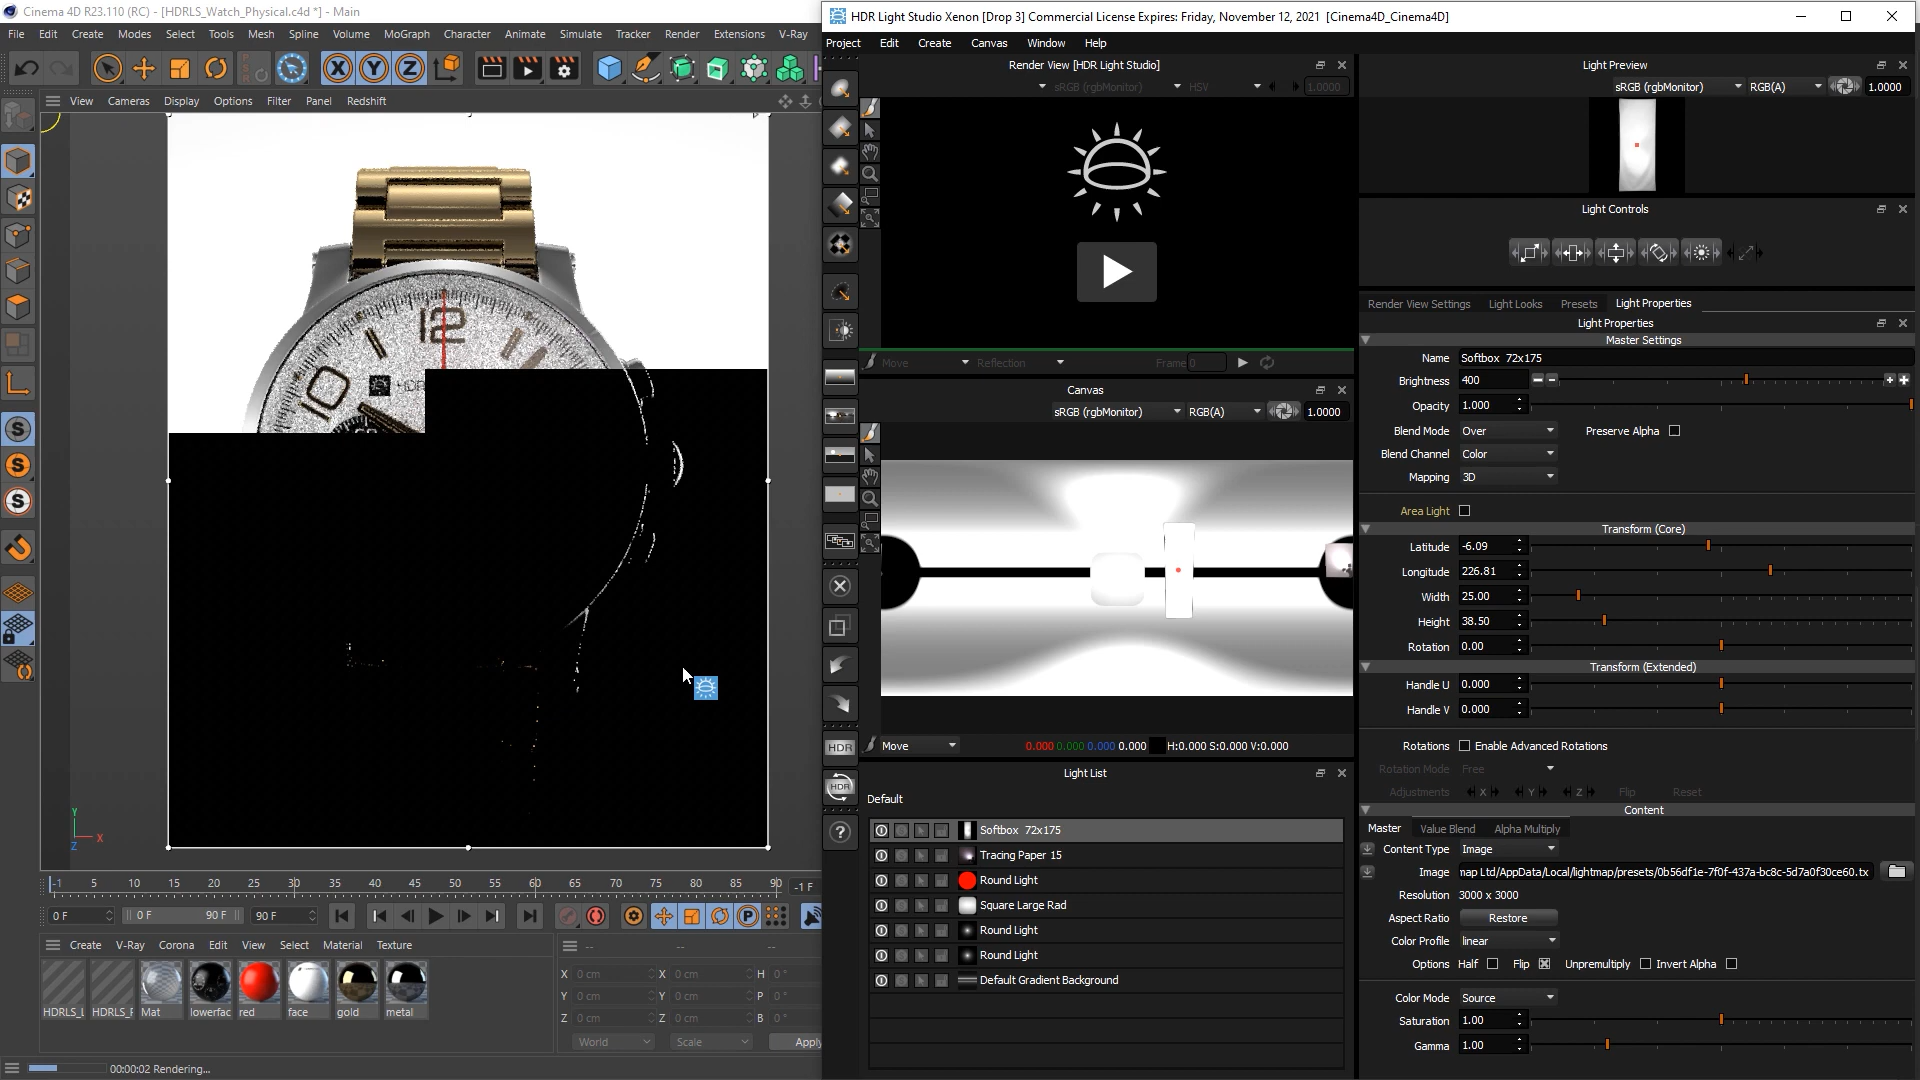 Cinema 4D R23.110 (RC) - [HDRLS_Watch_Physical.c4d *] - Main
File Edit Create Modes Select Tools Mesh Spline Volume MoGraph Character Animate Simulate Tracker Render Extensions V-Ray
X Y Z
View Cameras Display Options Filter Panel Redshift
12
10
HDR
Y
X
Z
-1 5 10 15 20 25 30 35 40 45 50 55 60 65 70 75 80 85 90 -1 F
0 F 0 F 90 F 90 F
Create V-Ray Corona Edit View Select Material Texture
-- -- --
HDRLS_L HDRLS_F Mat lowerfac red face gold metal
X 0 cm X 0 cm H 0 °
Y 0 cm Y 0 cm P 0 °
Z 0 cm Z 0 cm B 0 °
World Scale Apply
00:00:02 Rendering...
HDR Light Studio Xenon [Drop 3] Commercial License Expires: Friday, November 12, 2021 [Cinema4D_Cinema4D]
Project Edit Create Canvas Window Help
Render View [HDR Light Studio]
sRGB (rgbMonitor) HSV 1.0000
Move Reflection Frame 0
Canvas
sRGB (rgbMonitor) RGB(A) 1.0000
HDR
HDR
?
Move 0.000 0.000 0.000 0.000 H:0.000 S:0.000 V:0.000
Light List
Default
Softbox 72x175
Tracing Paper 15
Round Light
Square Large Rad
Round Light
Round Light
Default Gradient Background
Light Preview
sRGB (rgbMonitor) RGB(A) 1.0000
Light Controls
Render View Settings Light Looks Presets Light Properties
Light Properties
Master Settings
Name Softbox 72x175
Brightness 400
Opacity 1.000
Blend Mode Over Preserve Alpha
Blend Channel Color
Mapping 3D
Area Light
Transform (Core)
Latitude -6.09
Longitude 226.81
Width 25.00
Height 38.50
Rotation 0.00
Transform (Extended)
Handle U 0.000
Handle V 0.000
Rotations Enable Advanced Rotations
Rotation Mode Free
Adjustments X Y Z Flip Reset
Content
Master Value Blend Alpha Multiply
Content Type Image
Image map Ltd/AppData/Local/lightmap/presets/0b56df1e-7f0f-437a-bc8c-5d7a0f30ce60.tx
Resolution 3000 x 3000
Aspect Ratio Restore
Color Profile linear
Options Half Flip Unpremultiply Invert Alpha
Color Mode Source
Saturation 1.00
Gamma 1.00